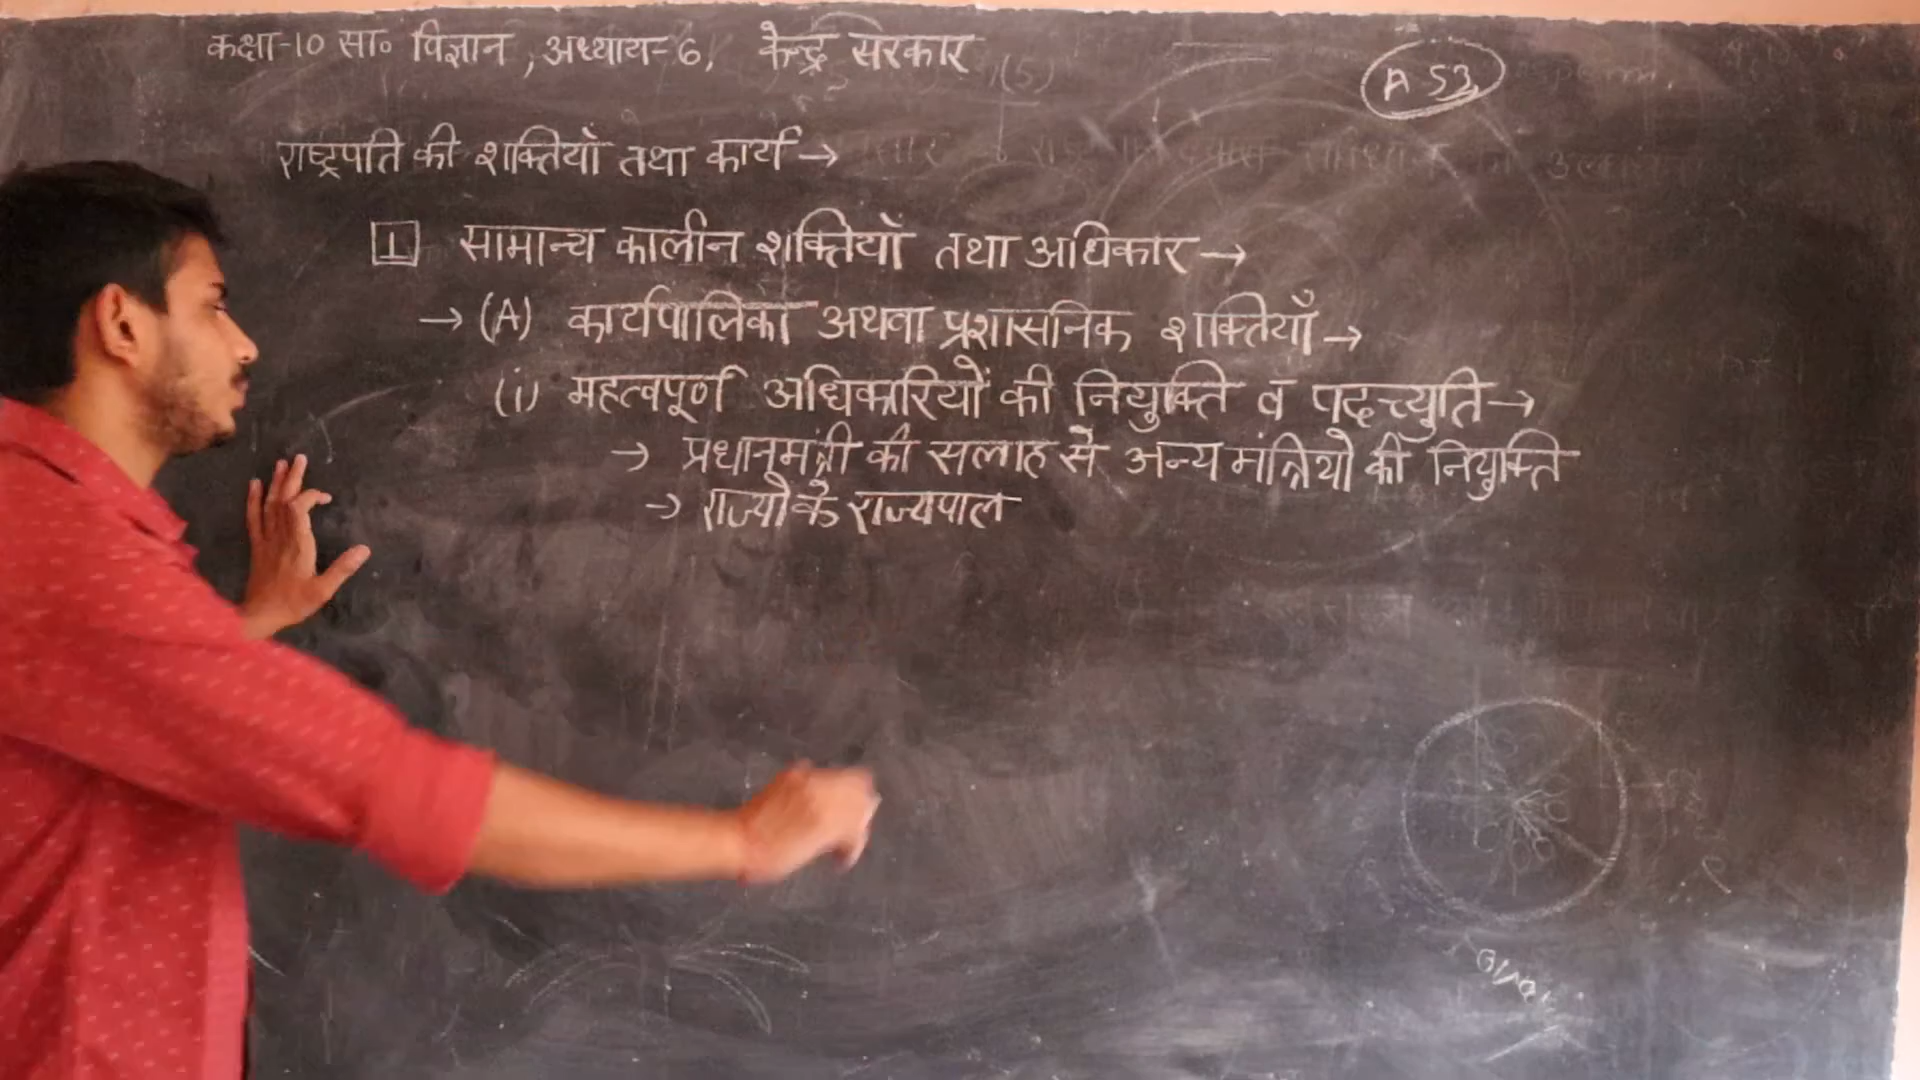 कक्षा-10 सा० विज्ञान, अध्याय-6, केन्द्र सरकार
A 53
राष्ट्रपति की शक्तियाँ तथा कार्य →
1 सामान्य कालीन शक्तियाँ तथा अधिकार →
→ (A) कार्यपालिका अथवा प्रशासनिक शक्तियाँ →
(i) महत्वपूर्ण अधिकारियों की नियुक्ति व पदच्युति →
→ प्रधानमंत्री की सलाह से अन्य मंत्रियों की नियुक्ति
→ राज्यों के राज्यपाल